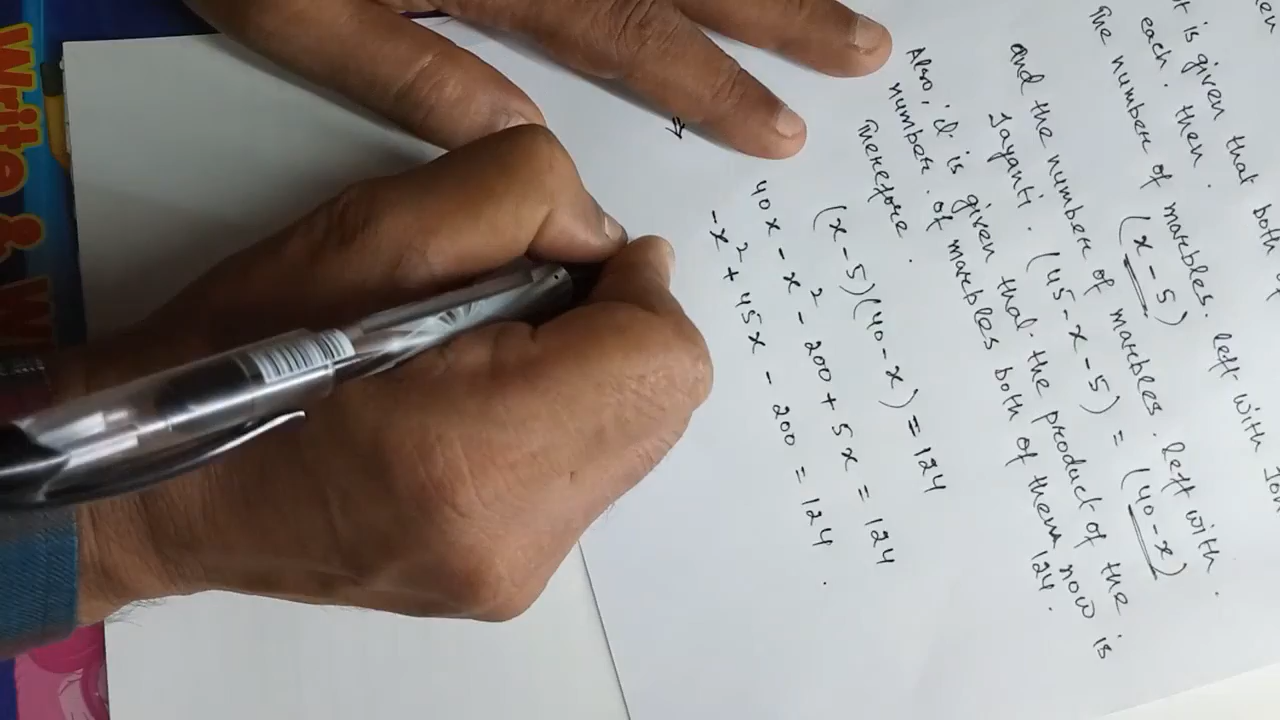 t is given that both
each. then.
The number of marbles. left with
(x - 5)
and the number of marbles. left with.
Jayanti. (45 - x - 5) = (40 - x)
Also, it is given that. the product of the
number. of marbles both of them now is
124.
Therefore.
(x - 5)(40 - x) = 124
⇒
40x - x² - 200 + 5x = 124
-x² + 45x - 200 = 124.
Write & W